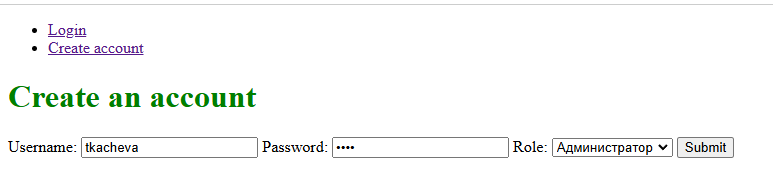 Login
Create account
Create an account
Username: tkacheva Password: •••• Role: Администратор Submit